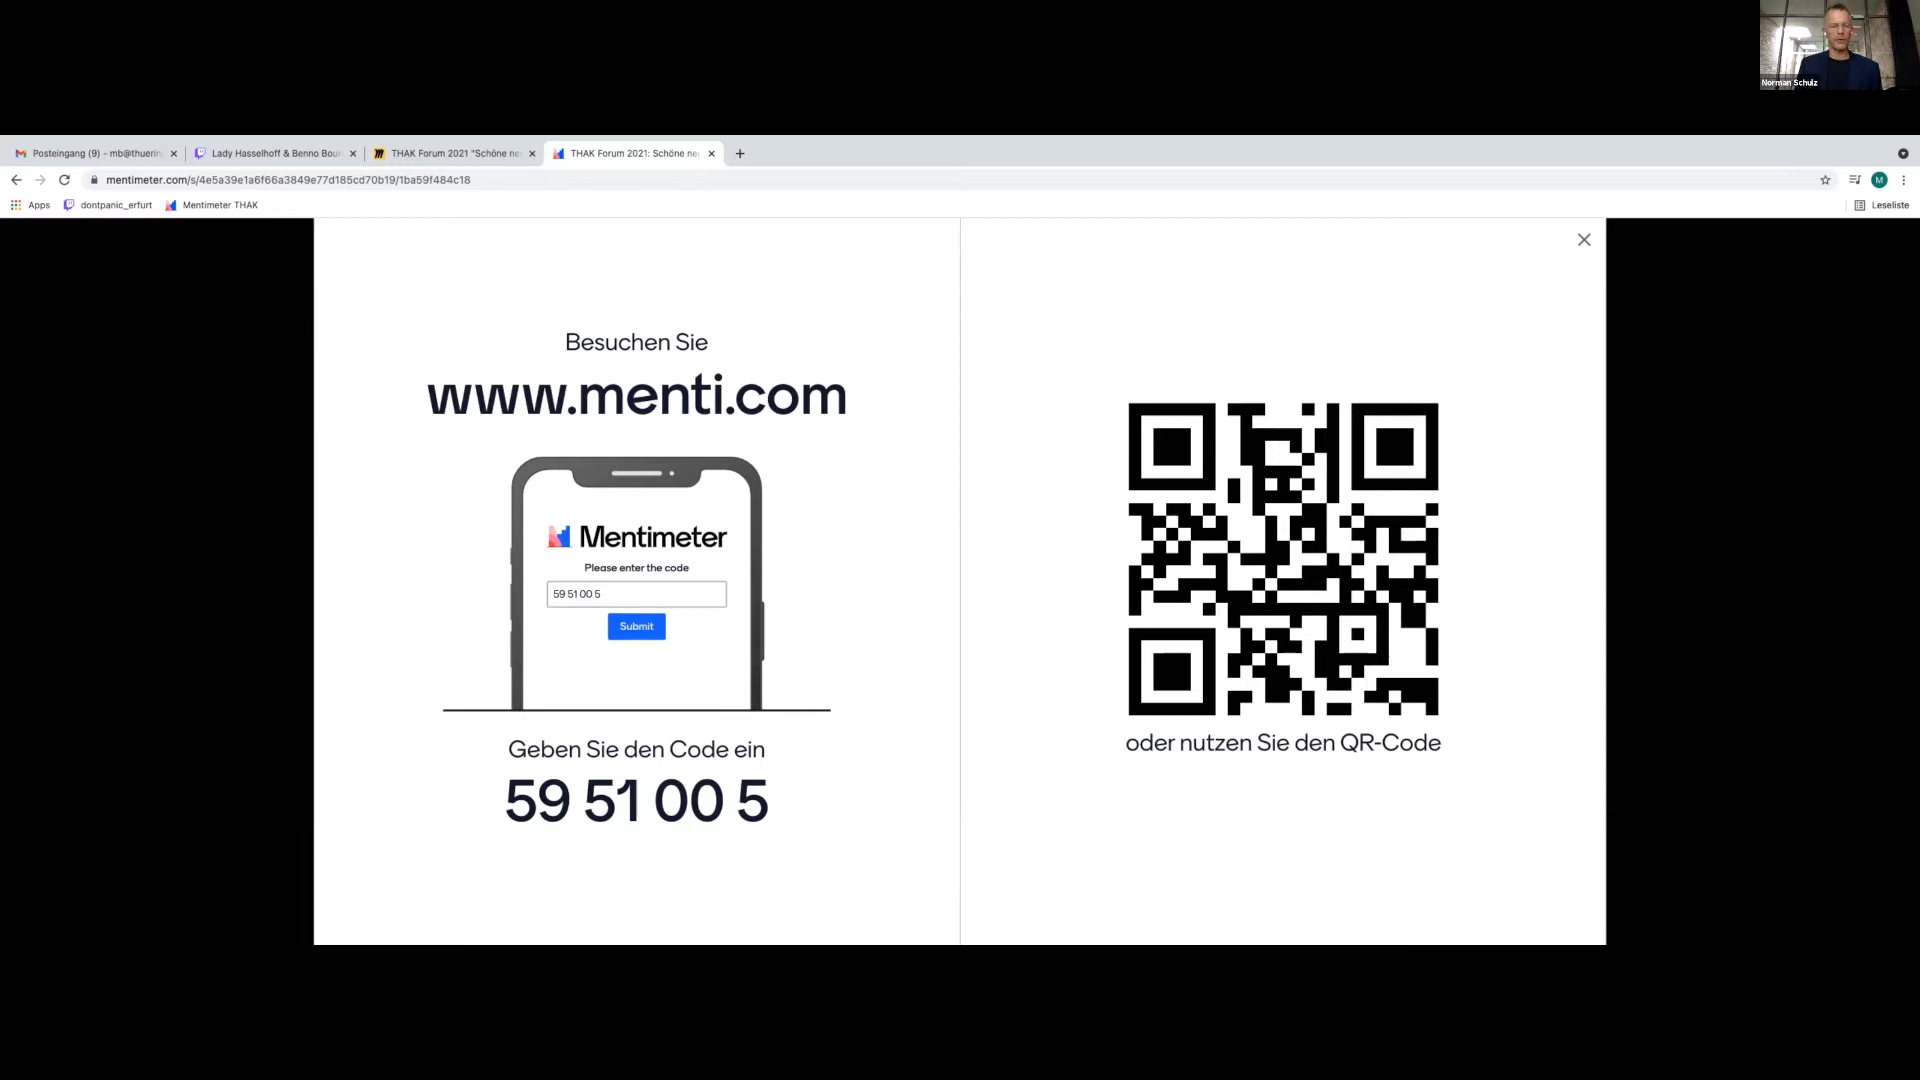 Norman Schulz
Posteingang (9) - mb@thuerin
Lady Hasselhoff & Benno Bour
THAK Forum 2021 "Schöne ne
THAK Forum 2021: Schöne ne
mentimeter.com/s/4e5a39e1a6f66a3849e77d185cd70b19/1ba59f484c18
M
Apps
dontpanic_erfurt
Mentimeter THAK
Leseliste
Besuchen Sie
www.menti.com
Mentimeter
Please enter the code
59 51 00 5
Submit
Geben Sie den Code ein
59 51 00 5
oder nutzen Sie den QR-Code